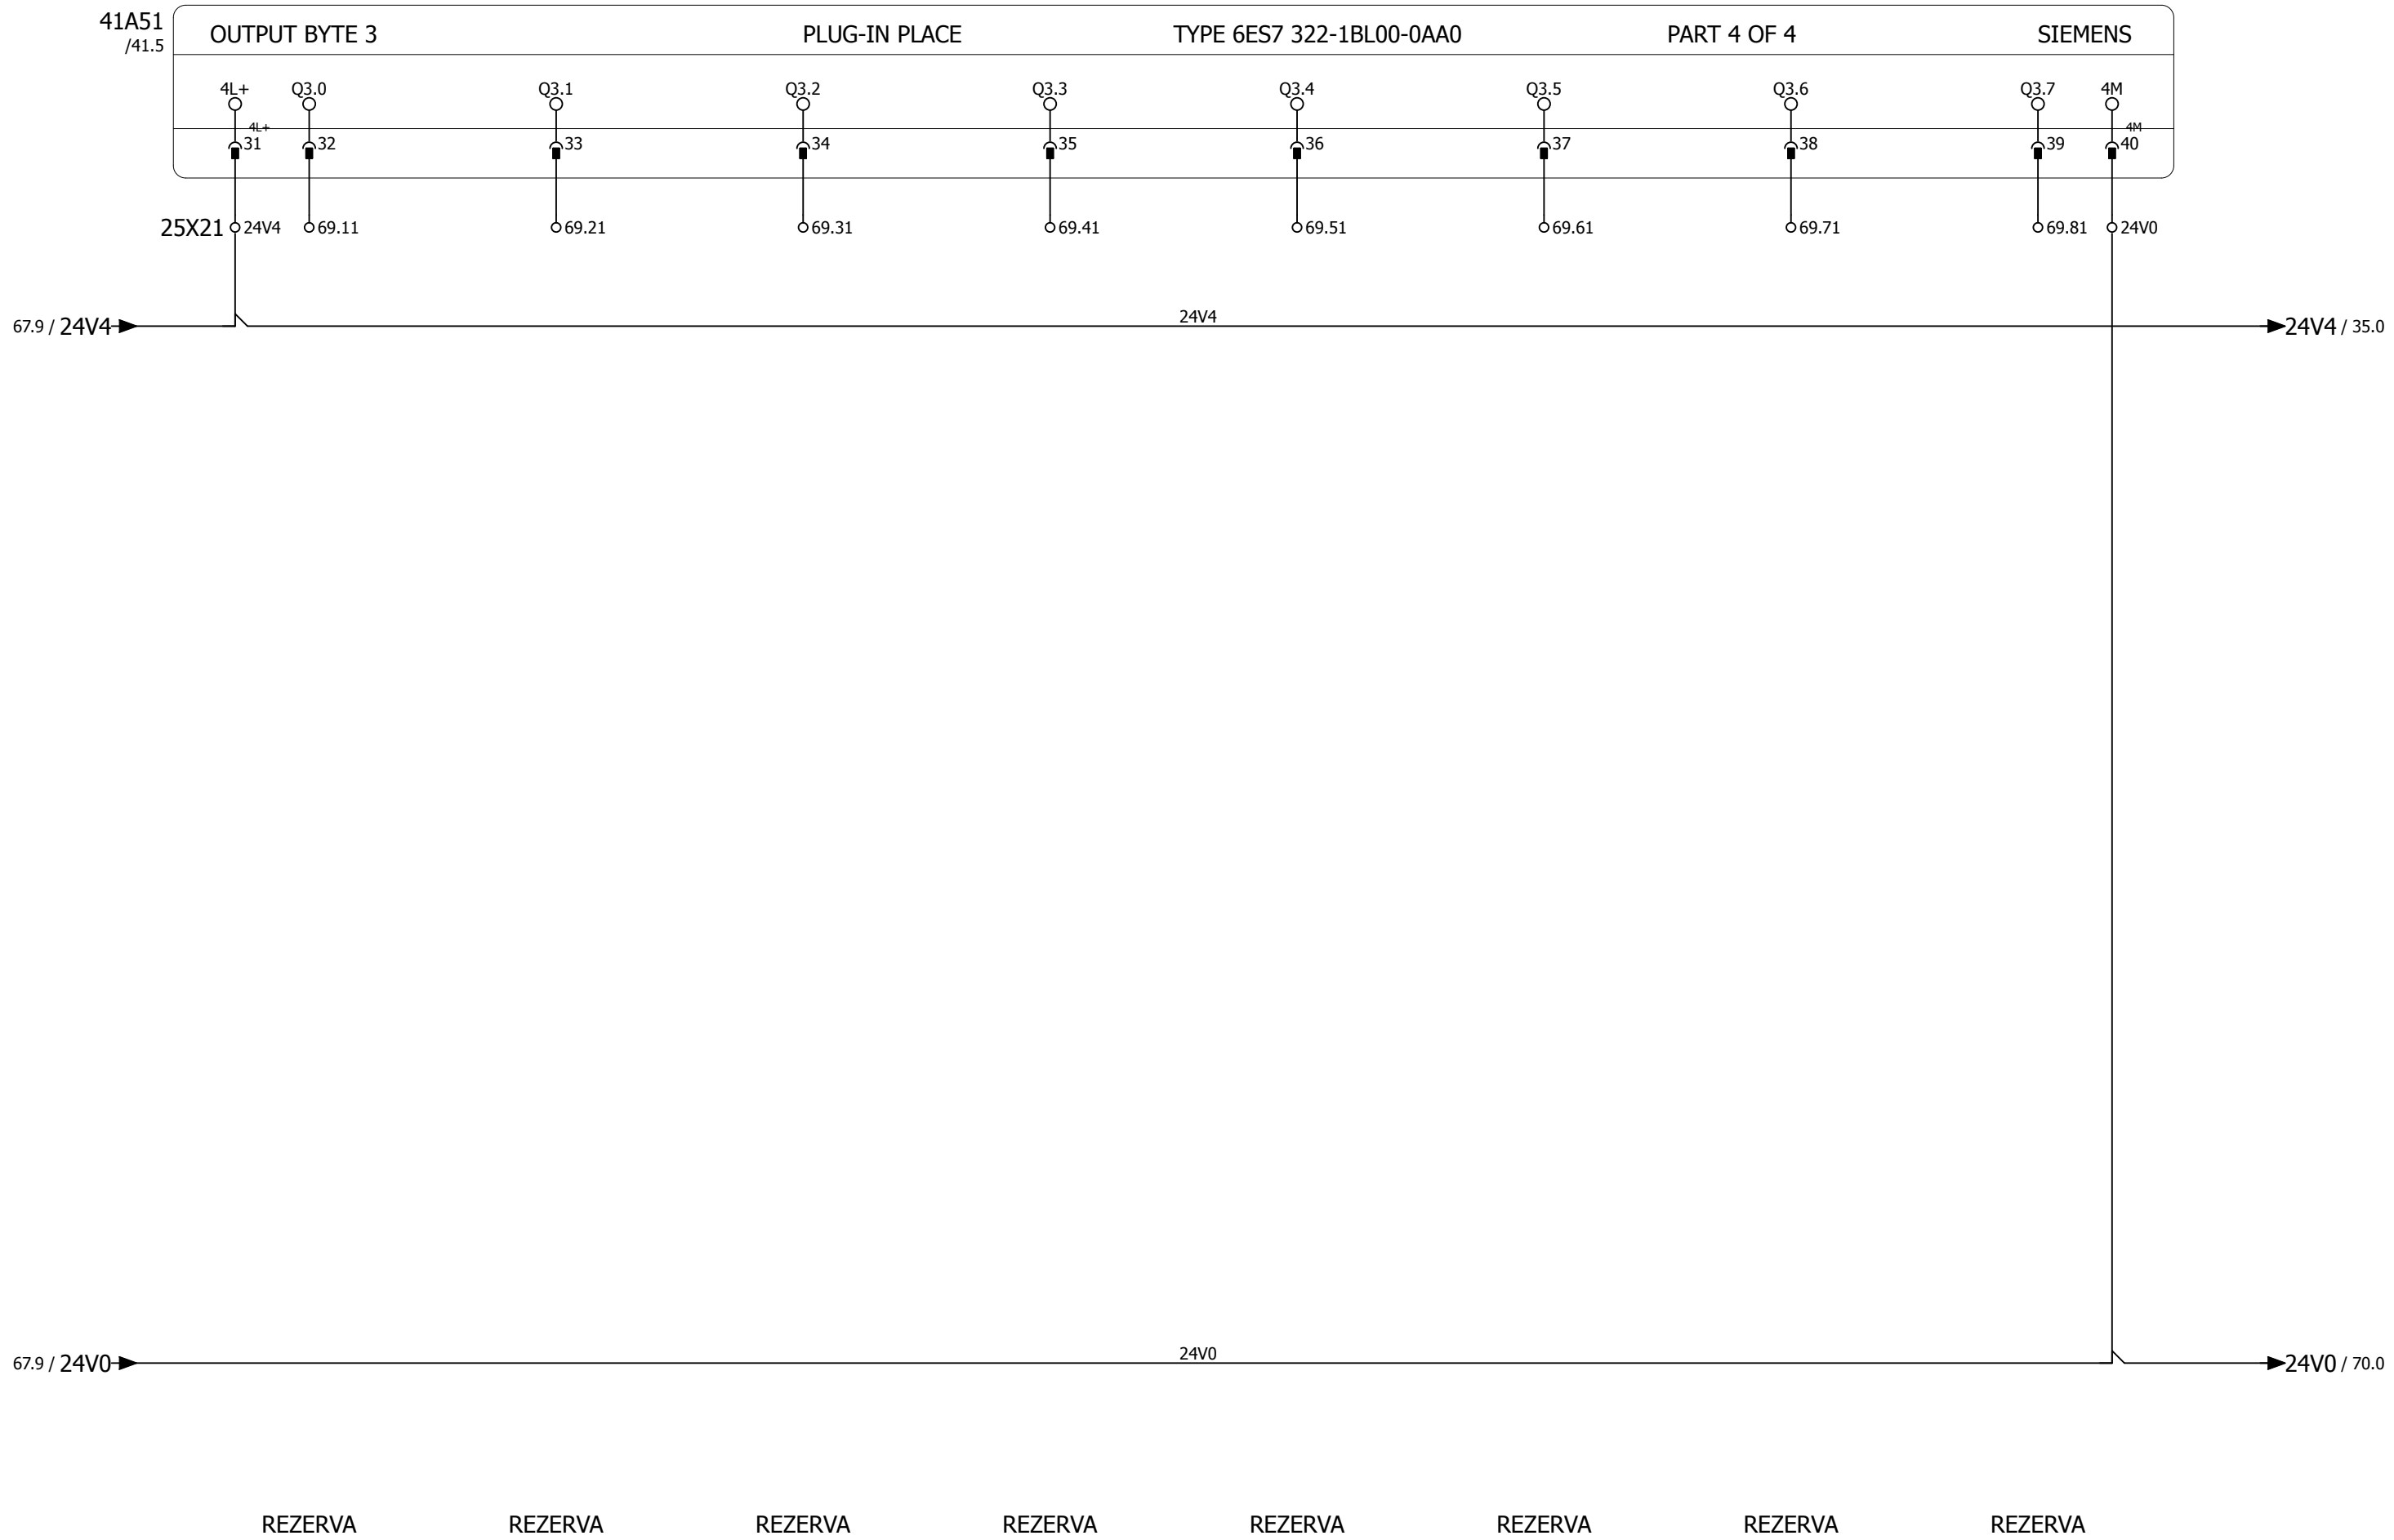 41A51 OUTPUT BYTE 3 PLUG-IN PLACE TYPE 6ES7 322-1BL00-0AA0 PART 4 OF 4 SIEMENS
/41.5
4L+ Q3.0 Q3.1 Q3.2 Q3.3 Q3.4 Q3.5 Q3.6 Q3.7 4M
4L+ 4M
31 32 33 34 35 36 37 38 39 40
25X21 24V4 69.11 69.21 69.31 69.41 69.51 69.61 69.71 69.81 24V0
24V4
67.9 / 24V4 24V4 / 35.0
24V0
67.9 / 24V0 24V0 / 70.0
REZERVA REZERVA REZERVA REZERVA REZERVA REZERVA REZERVA REZERVA